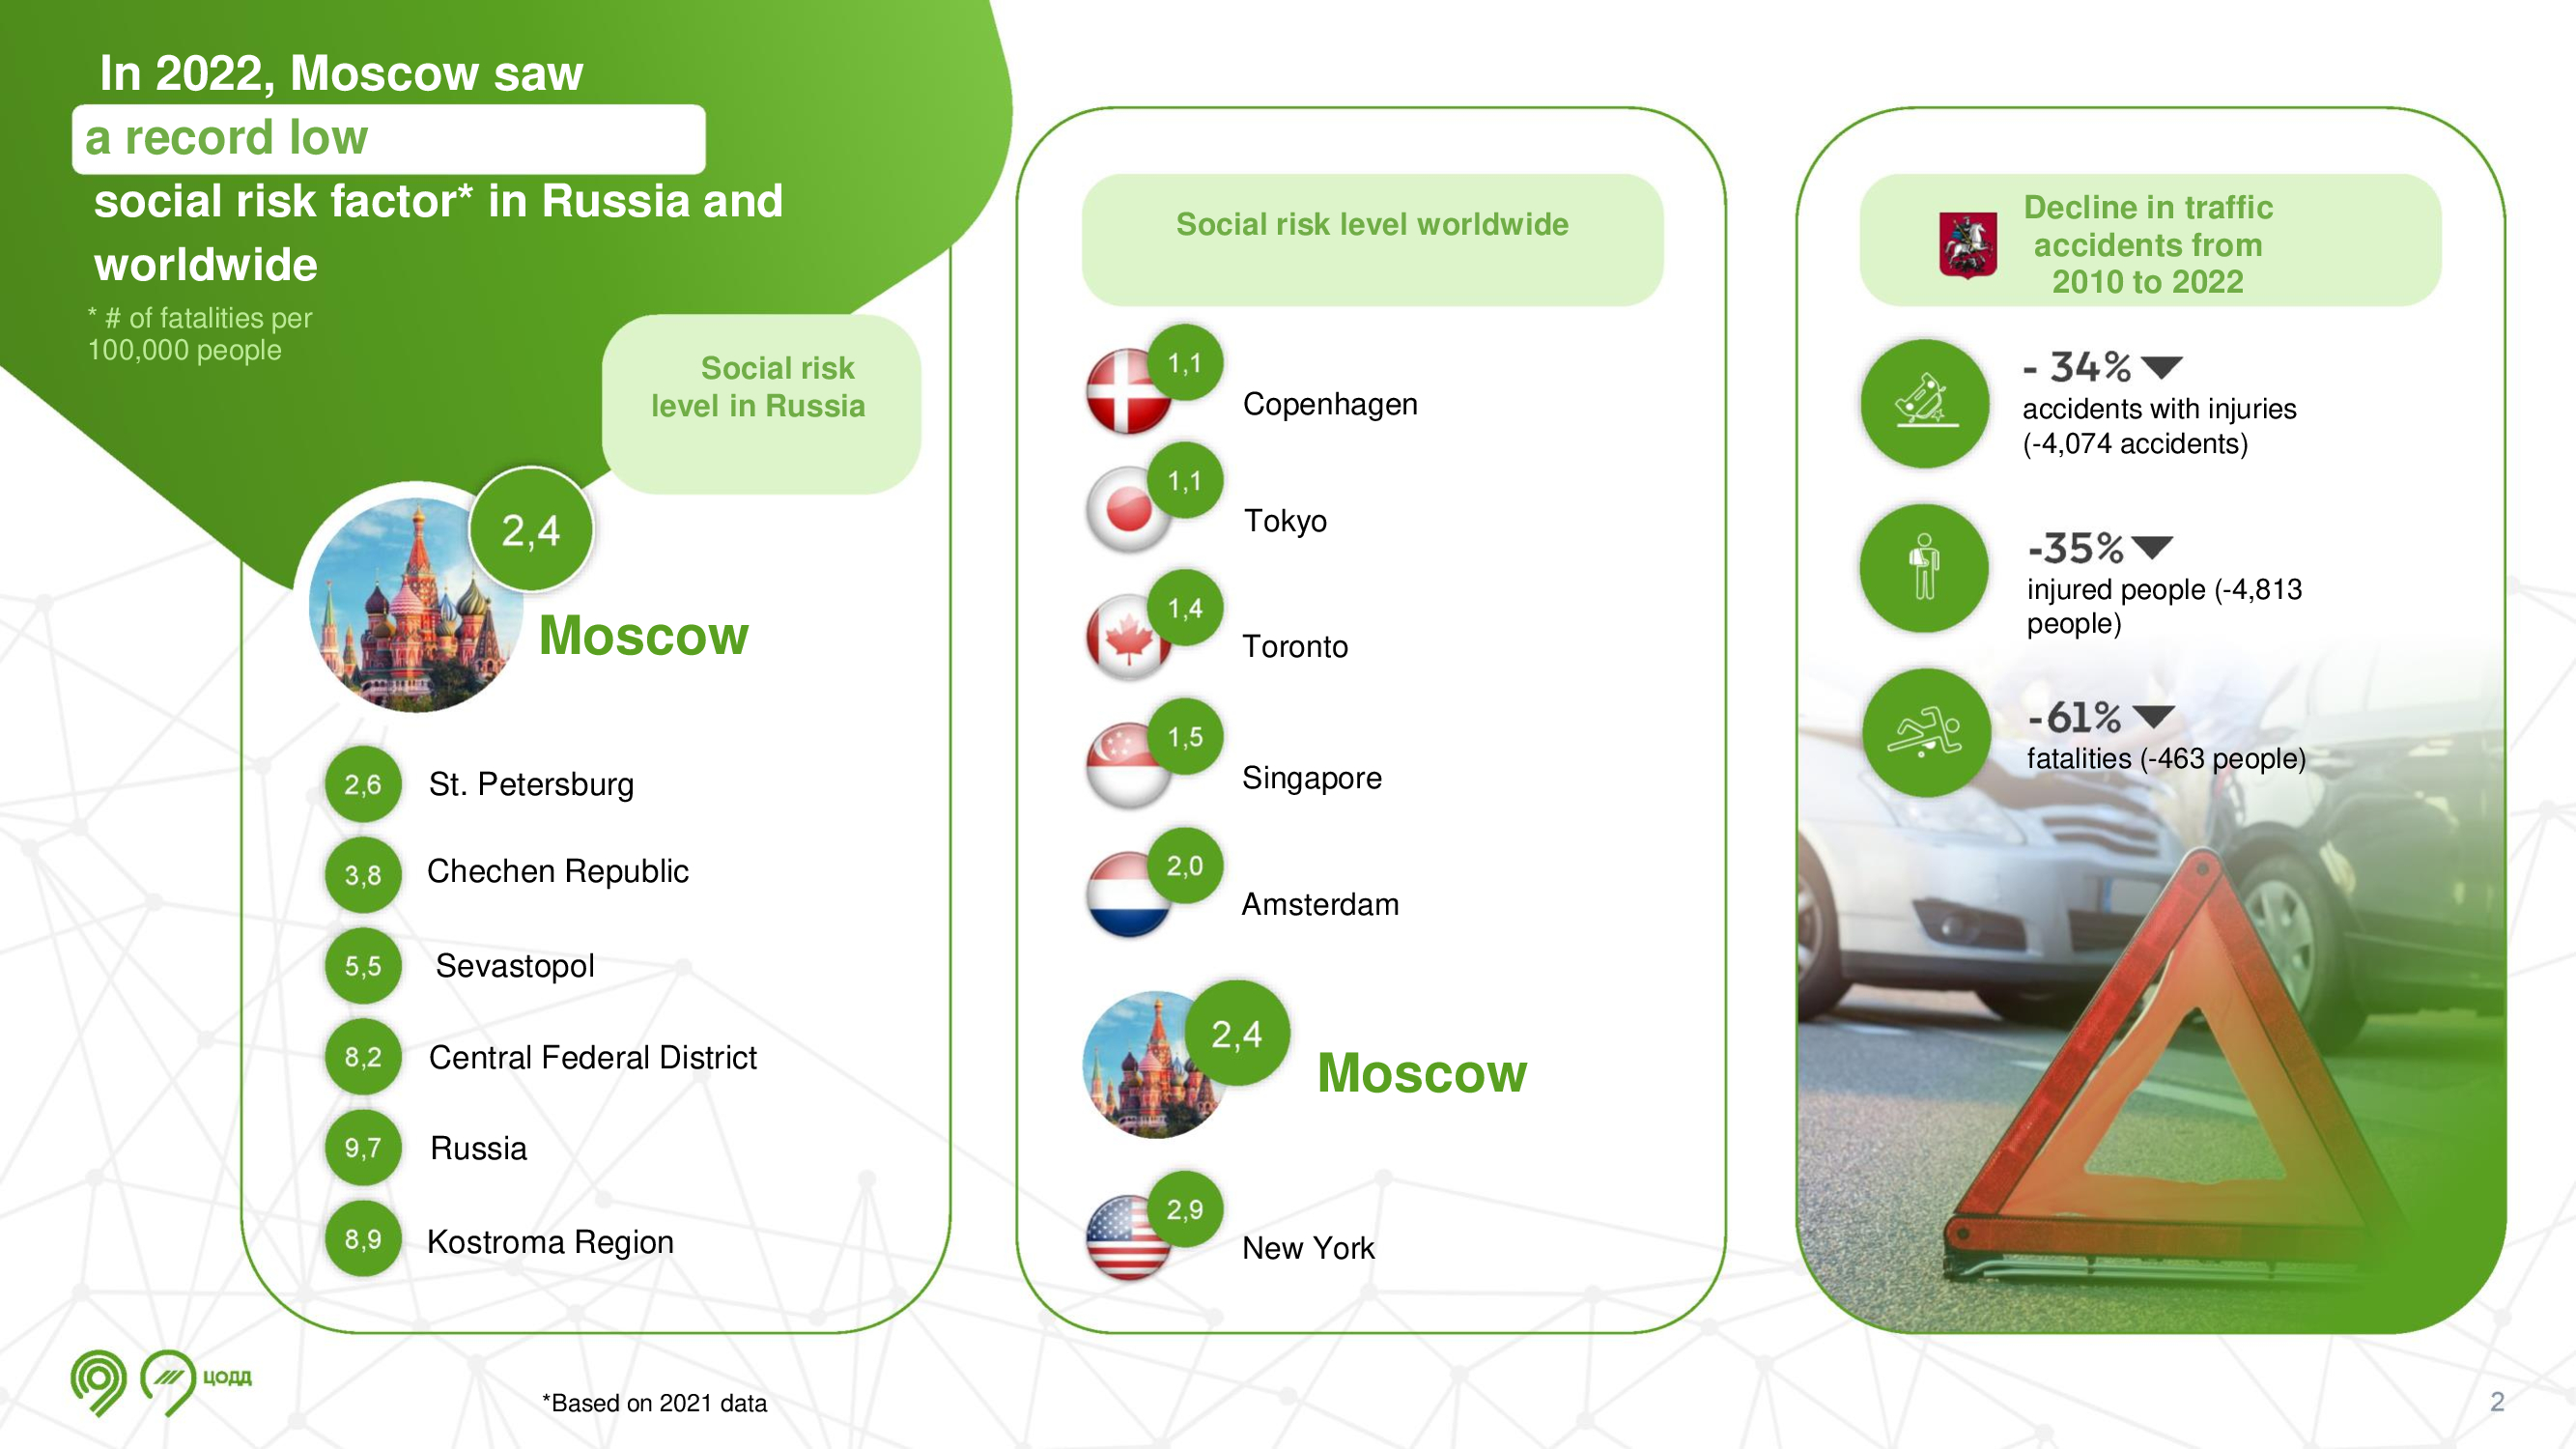 In 2022, Moscow saw
a record low
social risk factor* in Russia and
worldwide
* # of fatalities per
100,000 people
Social risk
level in Russia
2,4
Moscow
2,6 St. Petersburg
3,8 Chechen Republic
5,5 Sevastopol
8,2 Central Federal District
9,7 Russia
8,9 Kostroma Region
Social risk level worldwide
1,1 Copenhagen
1,1 Tokyo
1,4 Toronto
1,5 Singapore
2,0 Amsterdam
2,4 Moscow
2,9 New York
Decline in traffic
accidents from
2010 to 2022
- 34%
accidents with injuries
(-4,074 accidents)
-35%
injured people (-4,813
people)
-61%
fatalities (-463 people)
цодд
*Based on 2021 data
2